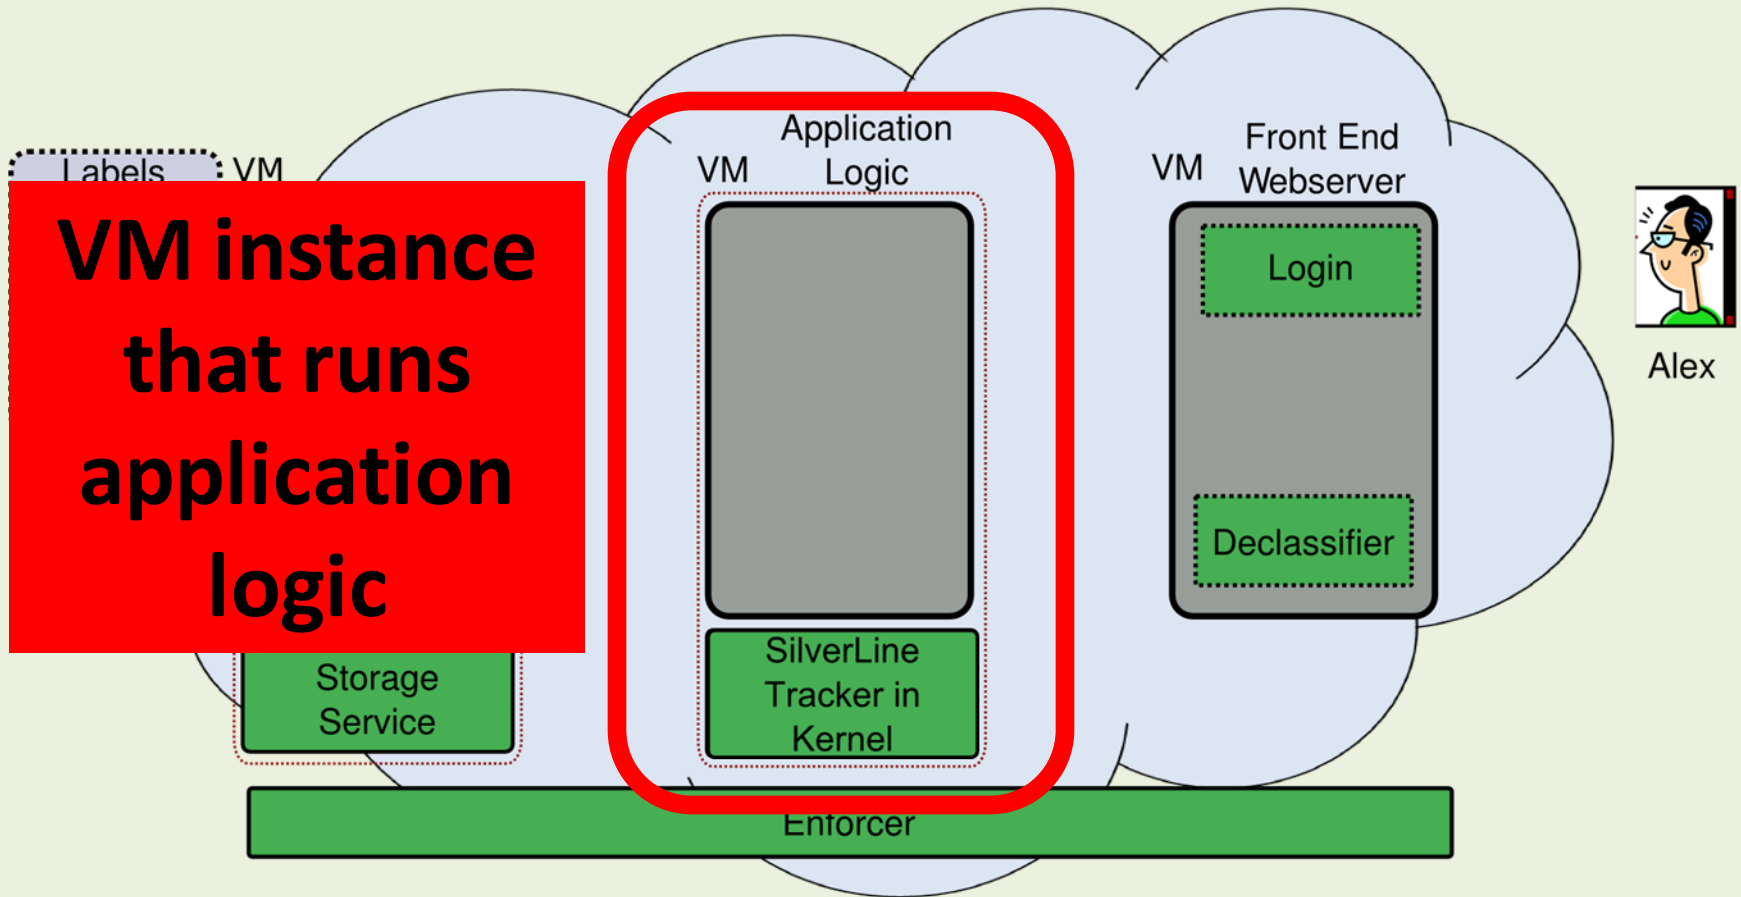 Labels
VM
VM instance
that runs
application
logic
Storage
Service
Application
Logic
VM
SilverLine
Tracker in
Kernel
Front End
Webserver
VM
Login
Declassifier
Alex
Enforcer